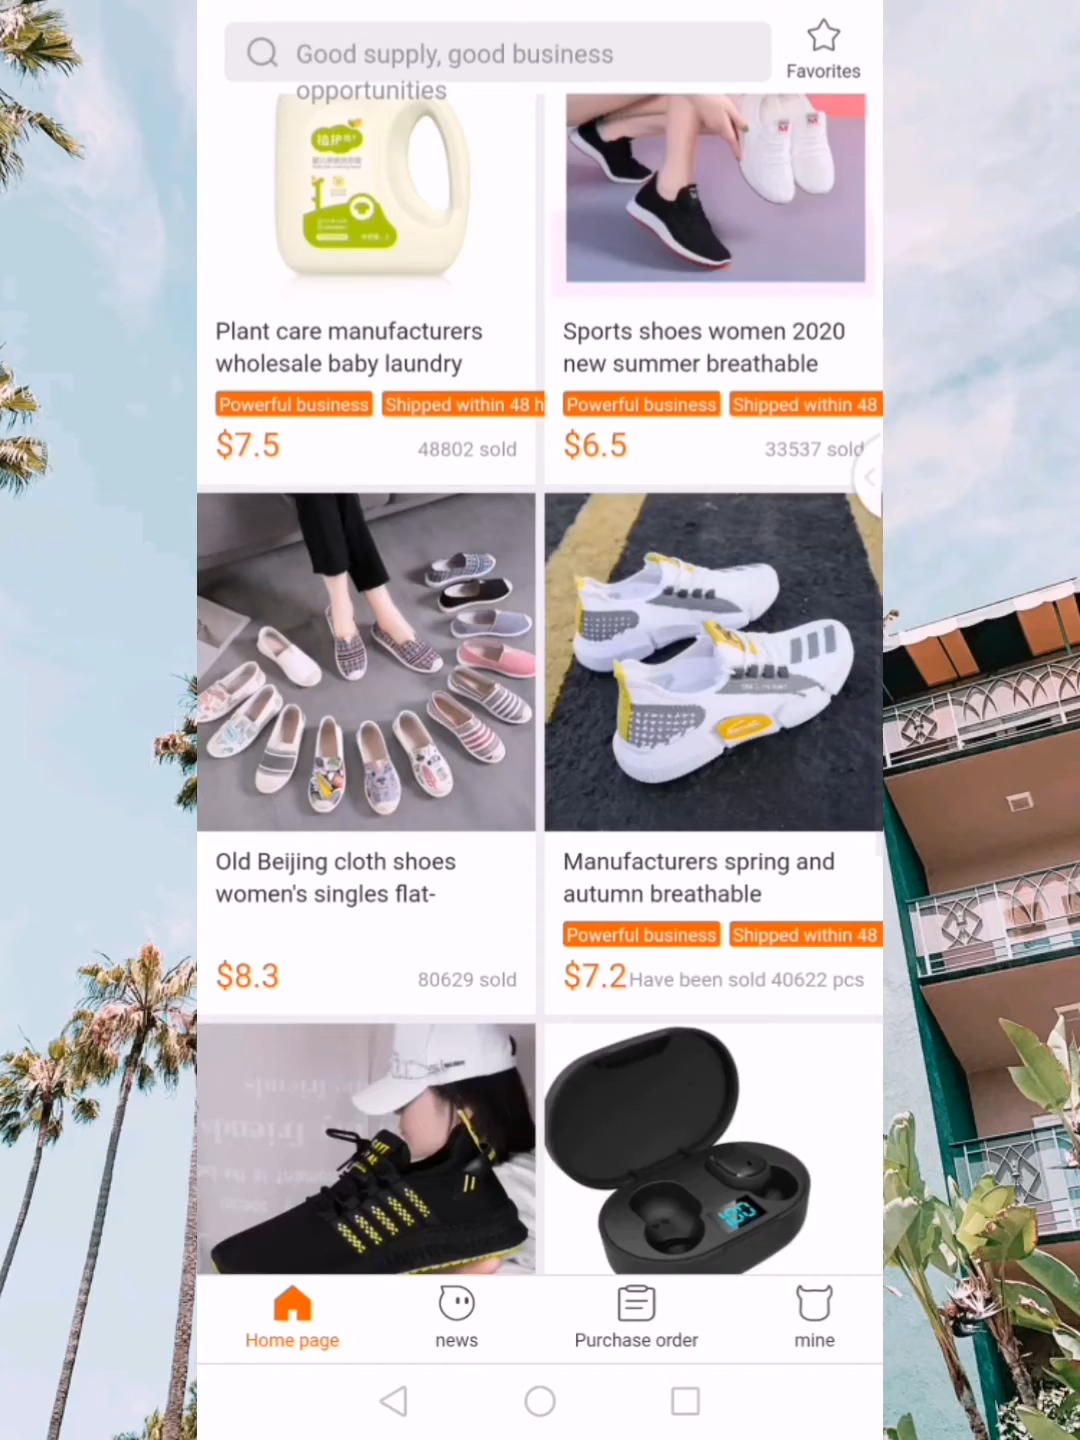 Good supply, good business
opportunities
Favorites
植护
Plant care manufacturers
wholesale baby laundry
Powerful business
Shipped within 48 h
$7.5
48802 sold
Sports shoes women 2020
new summer breathable
Powerful business
Shipped within 48
$6.5
33537 sold
Old Beijing cloth shoes
women's singles flat-
$8.3
80629 sold
Manufacturers spring and
autumn breathable
Powerful business
Shipped within 48
$7.2
Have been sold 40622 pcs
Home page
news
Purchase order
mine